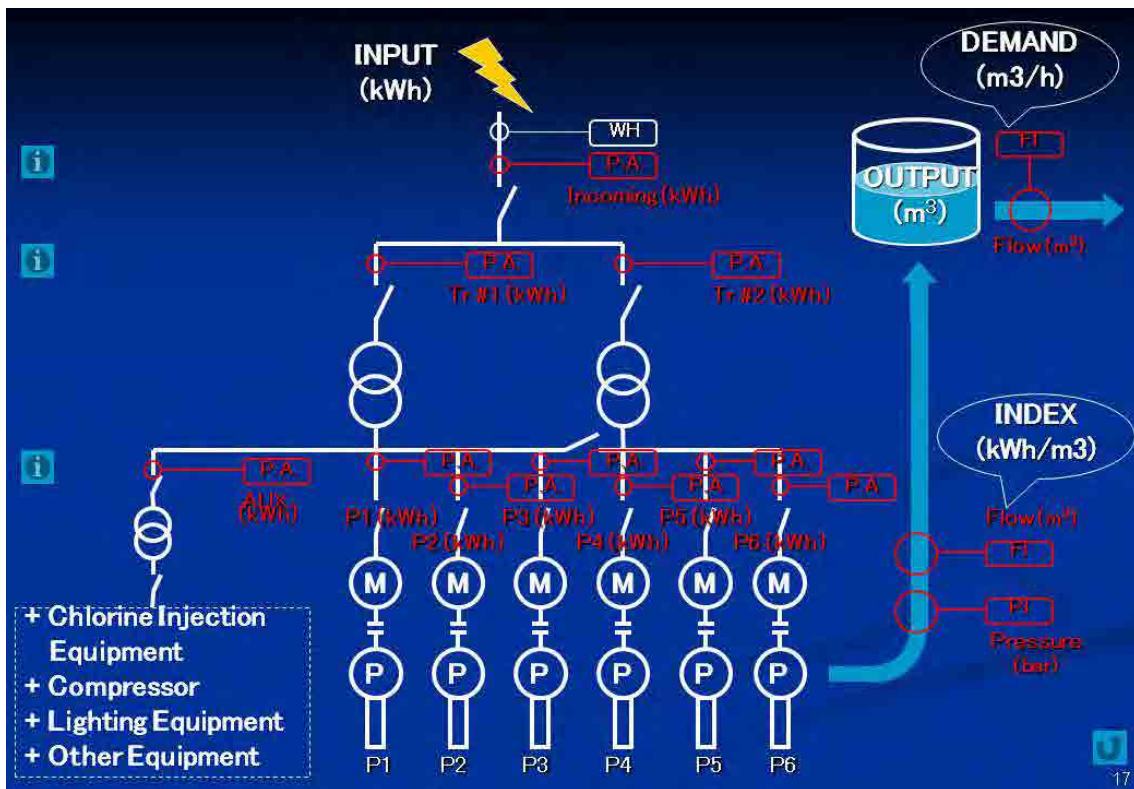 INPUT
(kWh)
DEMAND
(m3/h)
WH
FI
P.A.
Incoming (kWh)
OUTPUT
(m³)
Flow (m³)
P.A.
P.A.
Tr #1 (kWh)
Tr #2 (kWh)
INDEX
(kWh/m3)
P.A.
P.A.
P.A.
P.A.
P.A.
P.A.
P.A.
AUX
(kWh)
P1 (kWh)
P3 (kWh)
P5 (kWh)
Flow (m³)
P2 (kWh)
P4 (kWh)
P6 (kWh)
FI
M
M
M
M
M
M
PI
Pressure
(bar)
+ Chlorine Injection
Equipment
+ Compressor
+ Lighting Equipment
+ Other Equipment
P
P
P
P
P
P
P1
P2
P3
P4
P5
P6
17